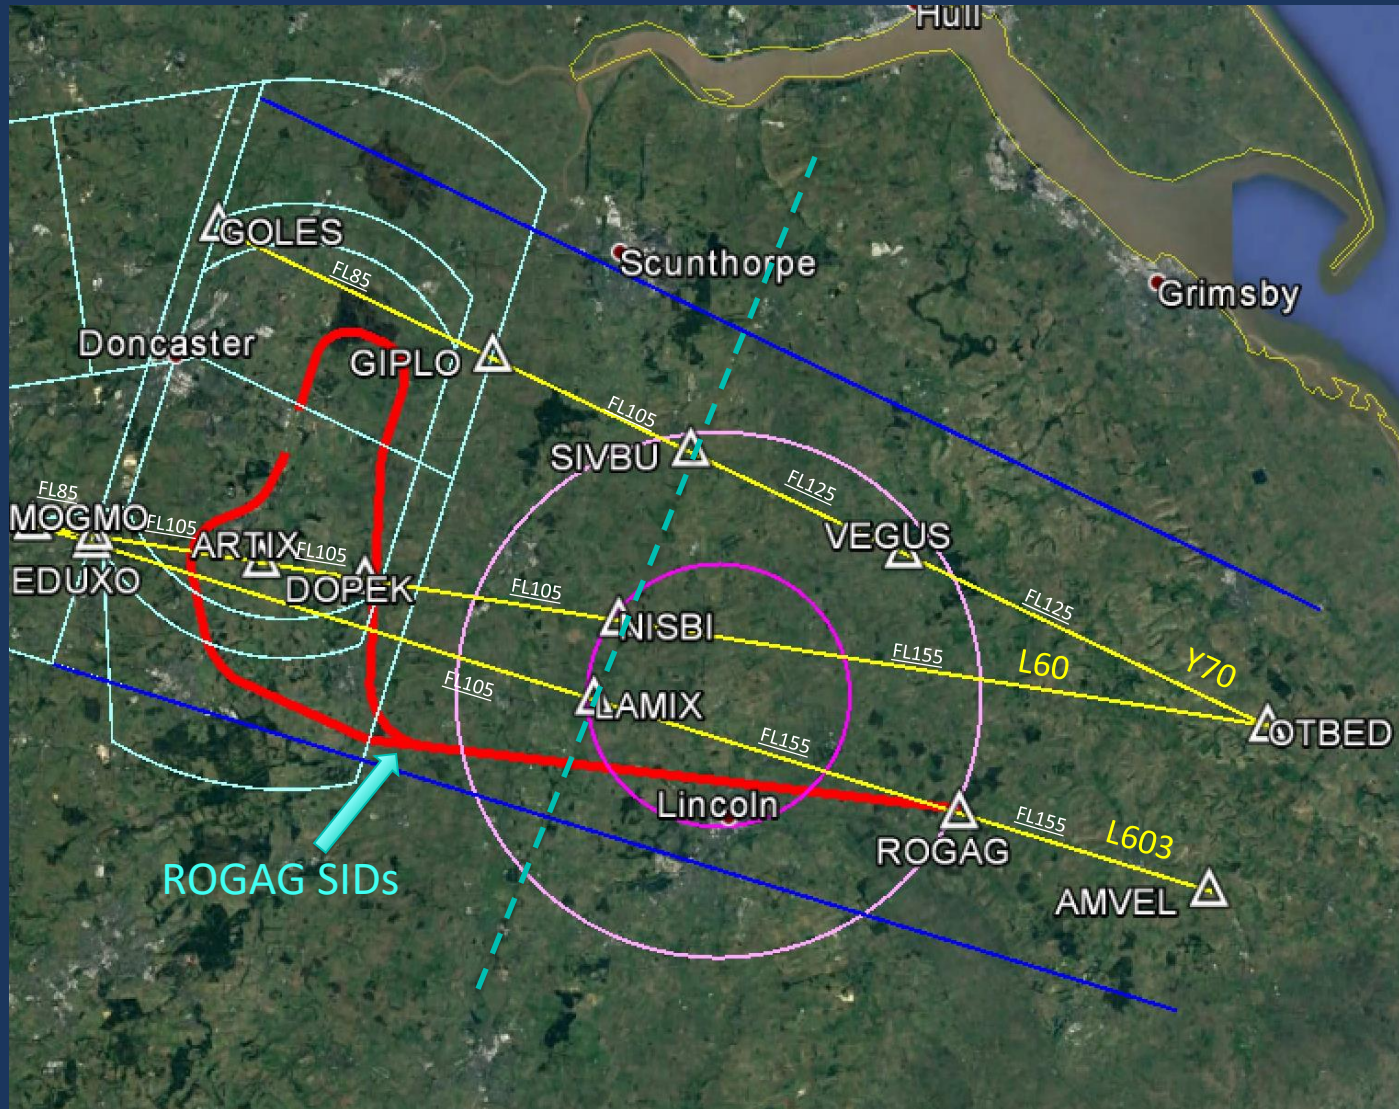 Hull
GOLES
FL85
Scunthorpe
Grimsby
Doncaster
GIPLO
FL105
SIVBU
FL125
FL85
MOGMO
FL105
ARTIX
FL105
VEGUS
EDUXO
DOPEK
FL105
FL125
NISBI
FL155
L60
Y70
FL105
LAMIX
OTBED
FL155
Lincoln
ROGAG
FL155
L603
ROGAG SIDs
AMVEL